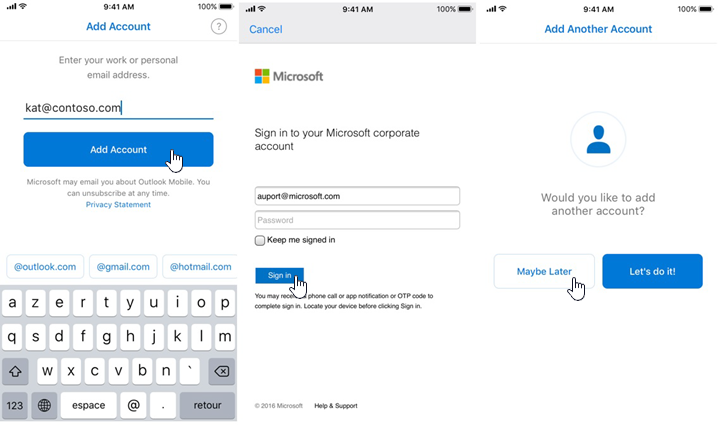 9:41 AM
100%
Add Account
?
Enter your work or personal
email address.
kat@contoso.com
Add Account
Microsoft may email you about Outlook Mobile. You
can unsubscribe at any time.
Privacy Statement
@outlook.com
@gmail.com
@hotmail.com
a z e r t y u i o p
q s d f g h j k l m
w x c v b n `
123
espace
@
.
retour
9:41 AM
100%
Cancel
Microsoft
Sign in to your Microsoft corporate
account
auport@microsoft.com
Password
Keep me signed in
Sign in
You may receive phone call or app notification or OTP code to
complete sign in. Locate your device before clicking Sign in.
© 2016 Microsoft
Help & Support
9:41 AM
100%
Add Another Account
Would you like to add
another account?
Maybe Later
Let's do it!